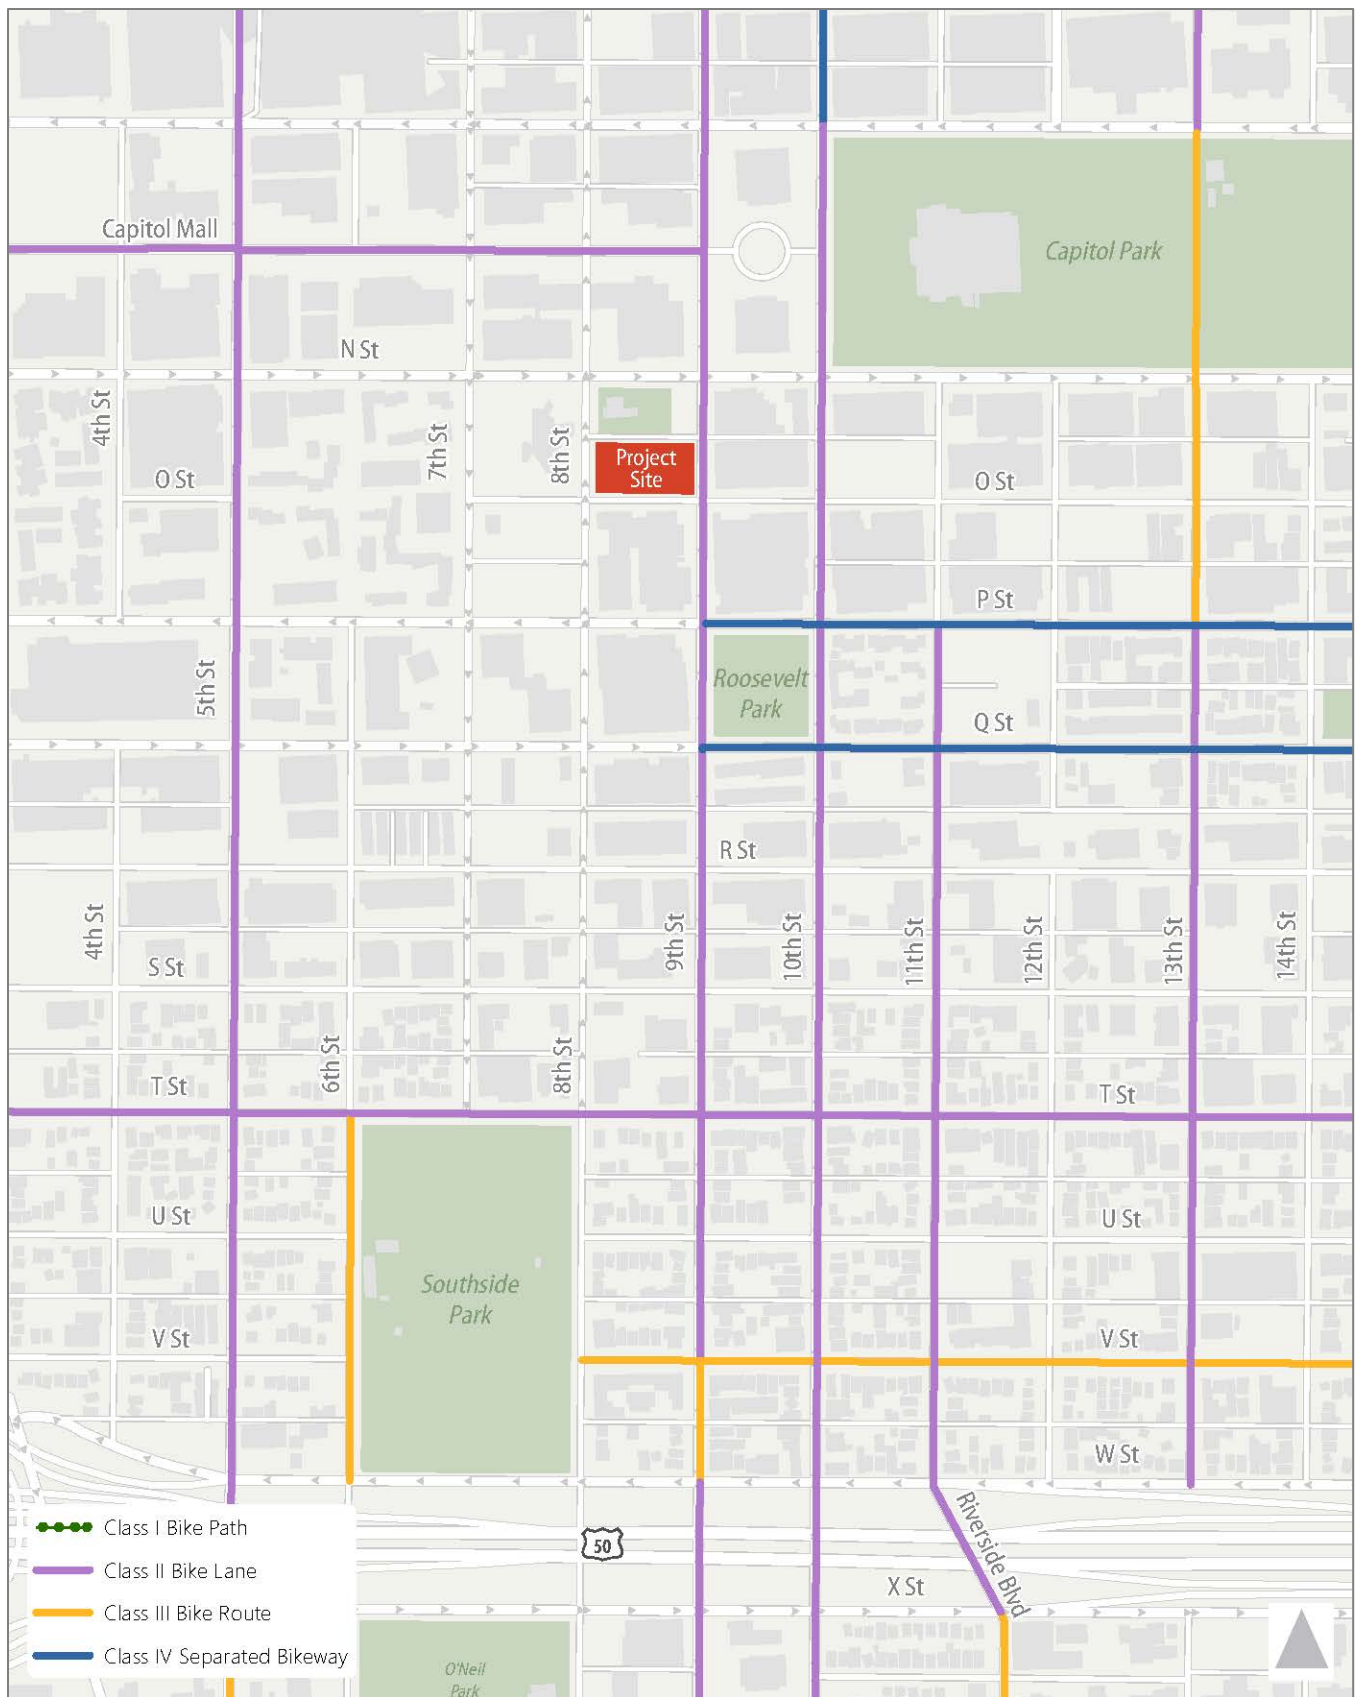 Capitol Mall
Capitol Park
N St
4th St
7th St
8th St
Project
Site
O St
O St
P St
5th St
Roosevelt
Park
Q St
R St
4th St
9th St
10th St
11th St
12th St
13th St
14th St
S St
6th St
8th St
T St
T St
U St
U St
Southside
Park
V St
V St
W St
Riverside Blvd
50
X St
Class I Bike Path
Class II Bike Lane
Class III Bike Route
Class IV Separated Bikeway
O'Neil
Park